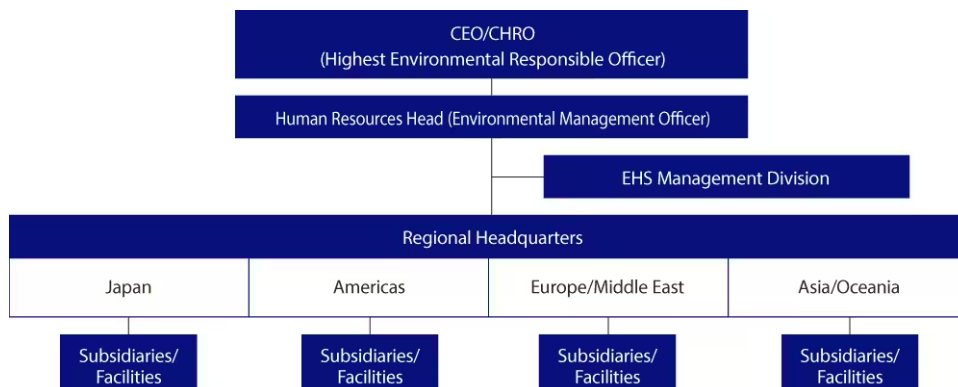 CEO/CHRO
(Highest Environmental Responsible Officer)
Human Resources Head (Environmental Management Officer)
EHS Management Division
Regional Headquarters
Japan
Americas
Europe/Middle East
Asia/Oceania
Subsidiaries/
Facilities
Subsidiaries/
Facilities
Subsidiaries/
Facilities
Subsidiaries/
Facilities